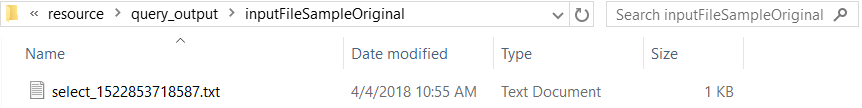 « resource query_output inputFileSampleOriginal Search inputFileSampleOriginal
Name Date modified Type Size
select_1522853718587.txt 4/4/2018 10:55 AM Text Document 1 KB